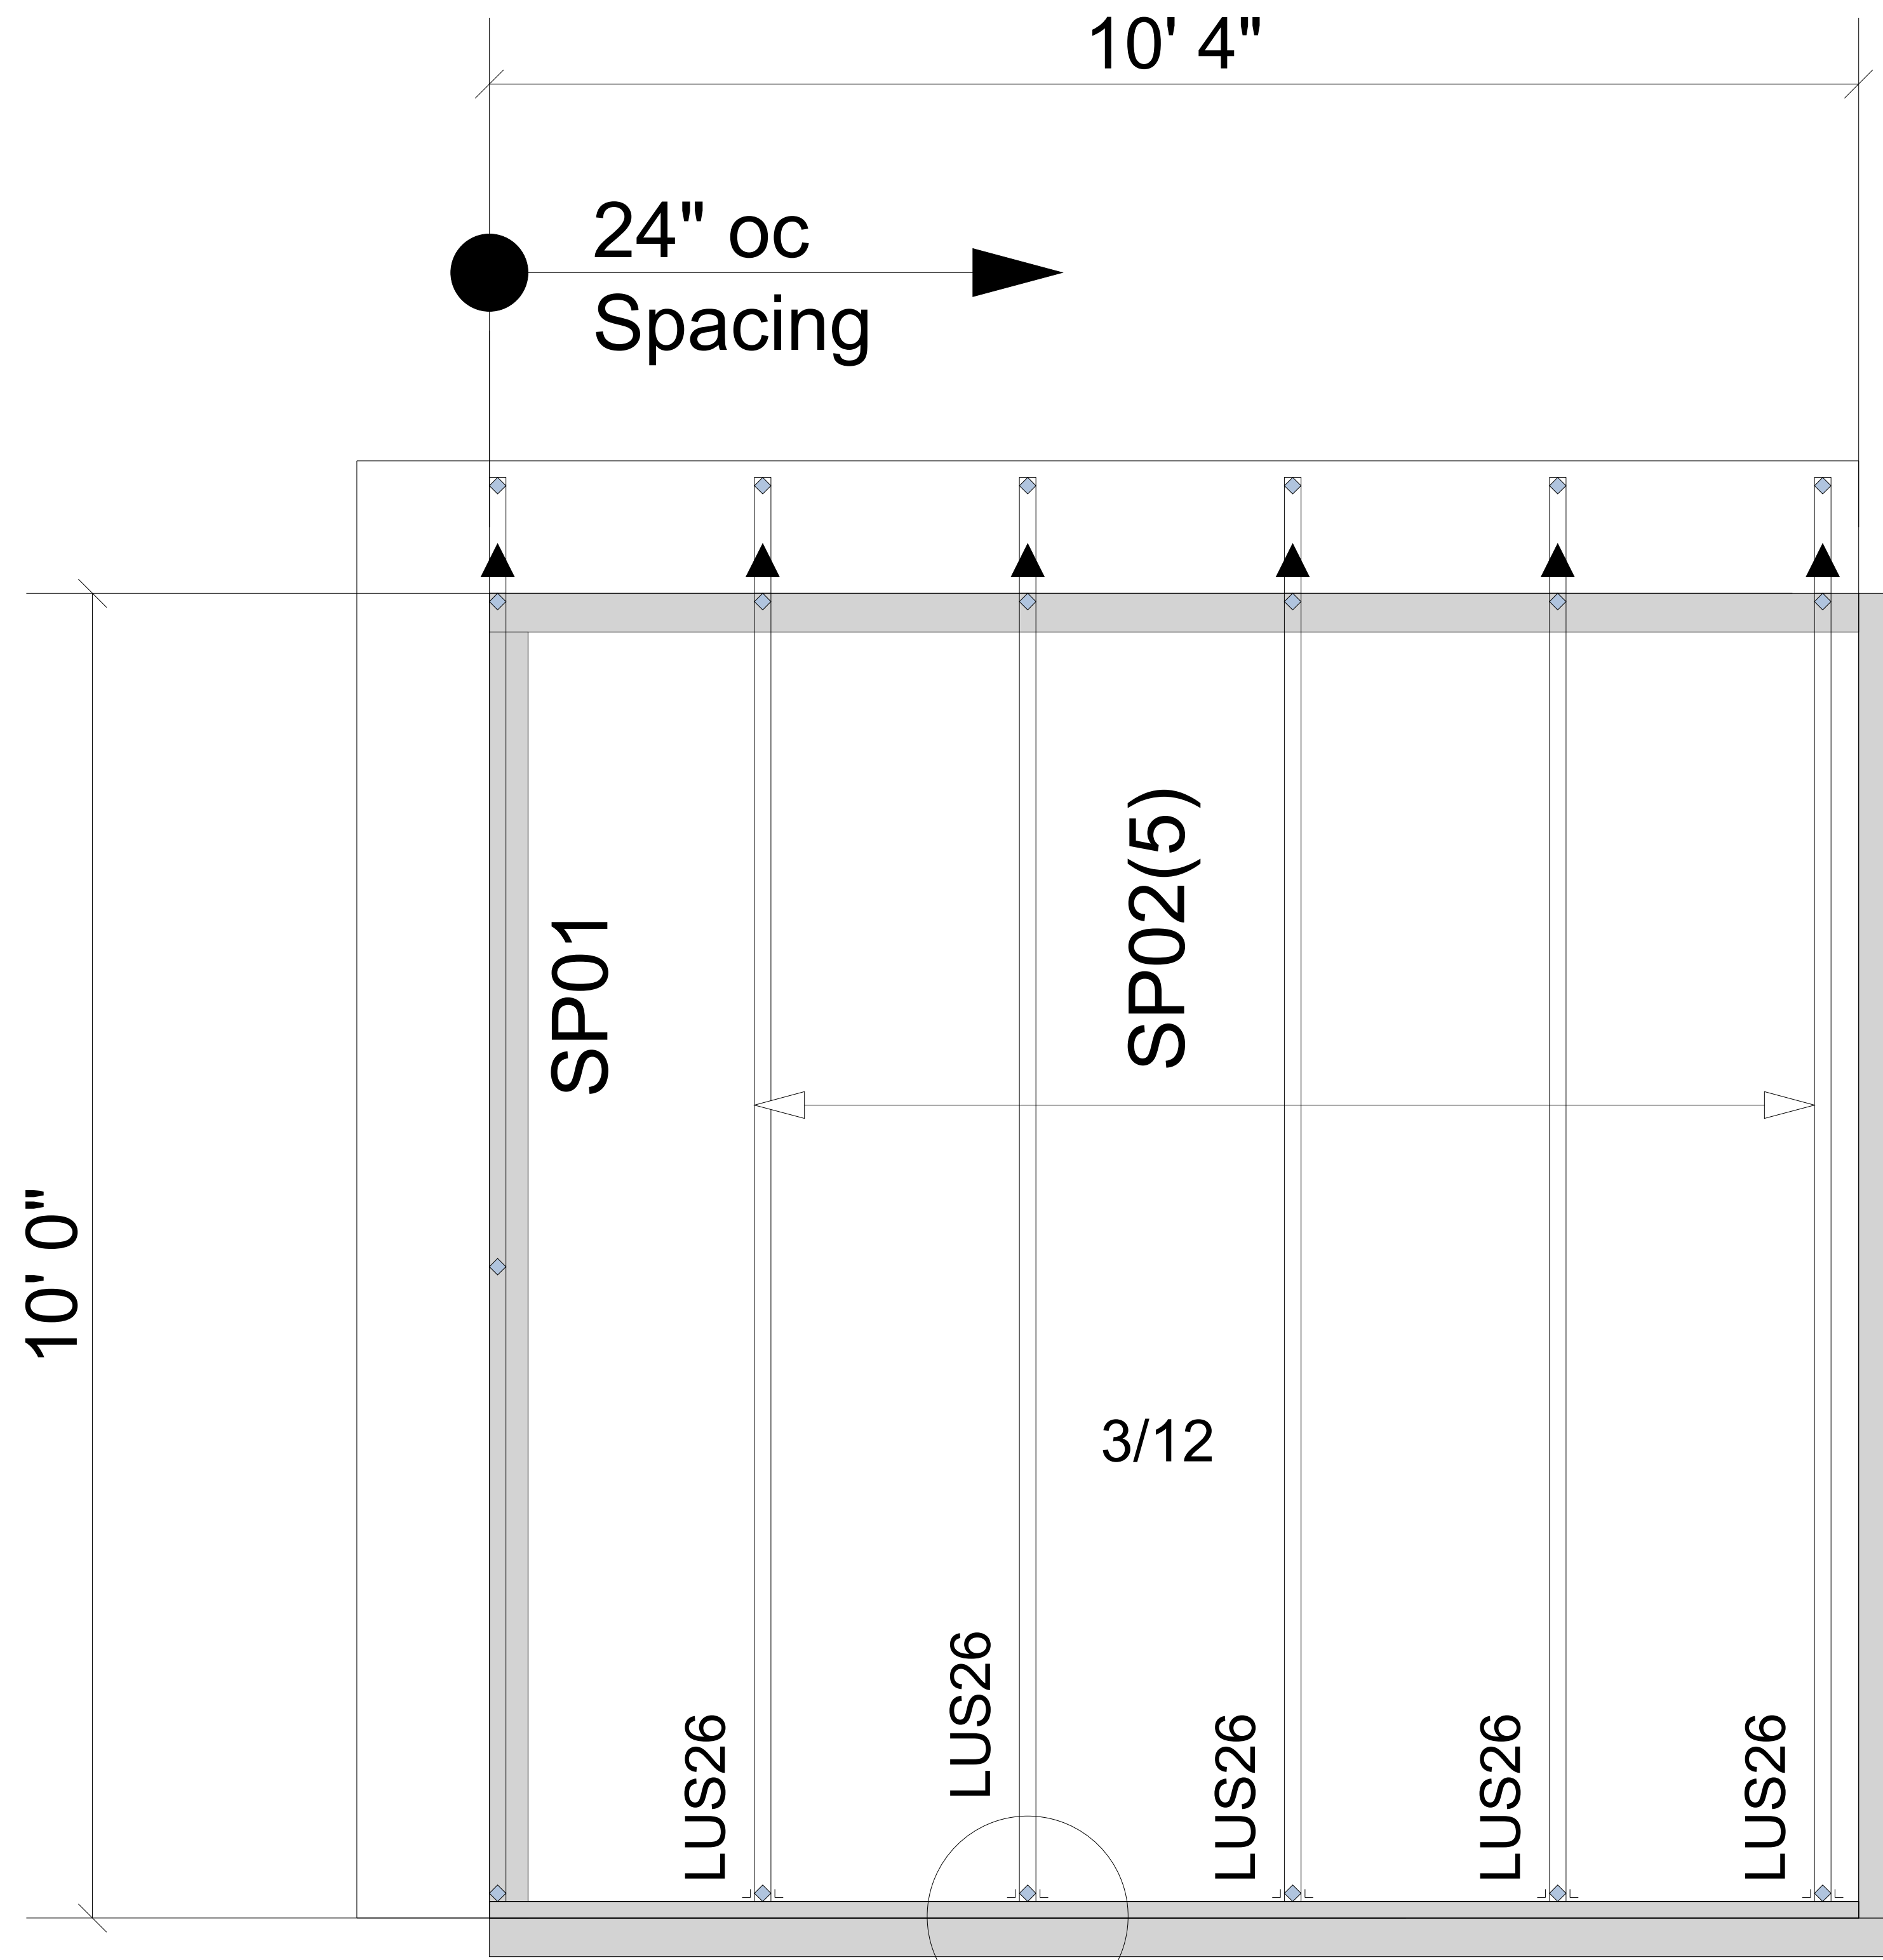 10' 4"
24" oc
Spacing
SP02(5)
SP01
10' 0"
3/12
LUS26
LUS26
LUS26
LUS26
LUS26